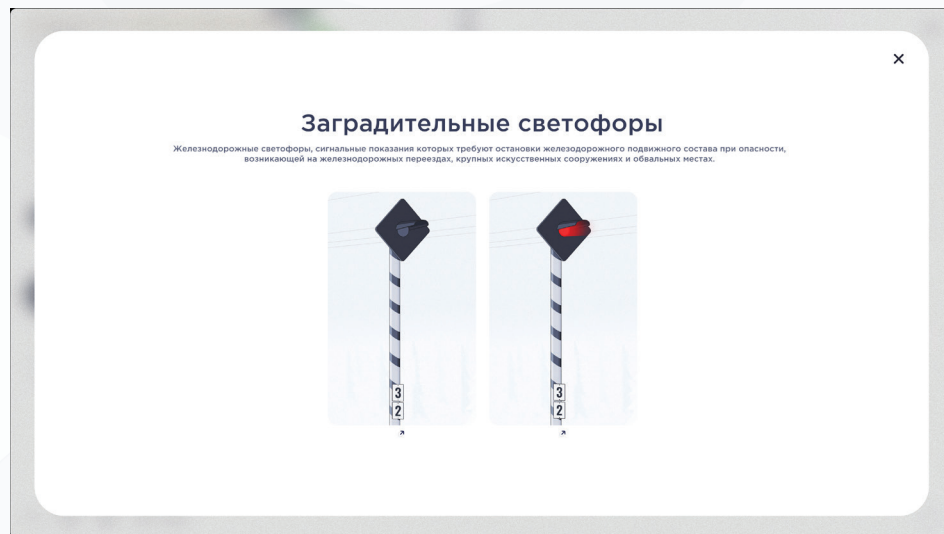 Заградительные светофоры
Железнодорожные светофоры, сигнальные показания которых требуют остановки железодорожного подвижного состава при опасности,
возникающей на железнодорожных переездах, крупных искусственных сооружениях и обвальных местах.
3
2
3
2